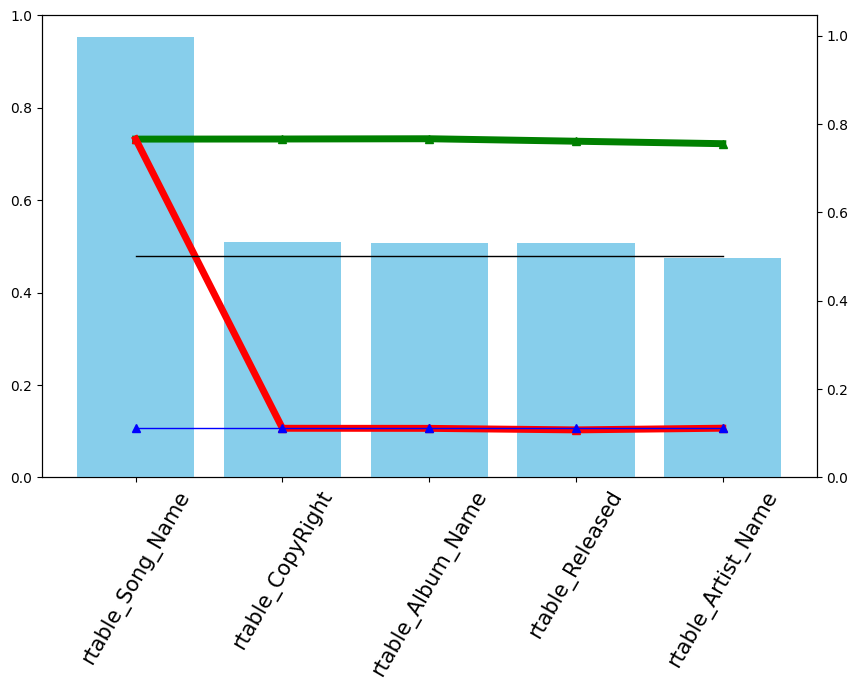 1.0
0.8
0.6
0.4
0.2
0.0
1.0
0.8
0.6
0.4
0.2
0.0
rtable_Song_Name
rtable_CopyRight
rtable_Album_Name
rtable_Released
rtable_Artist_Name